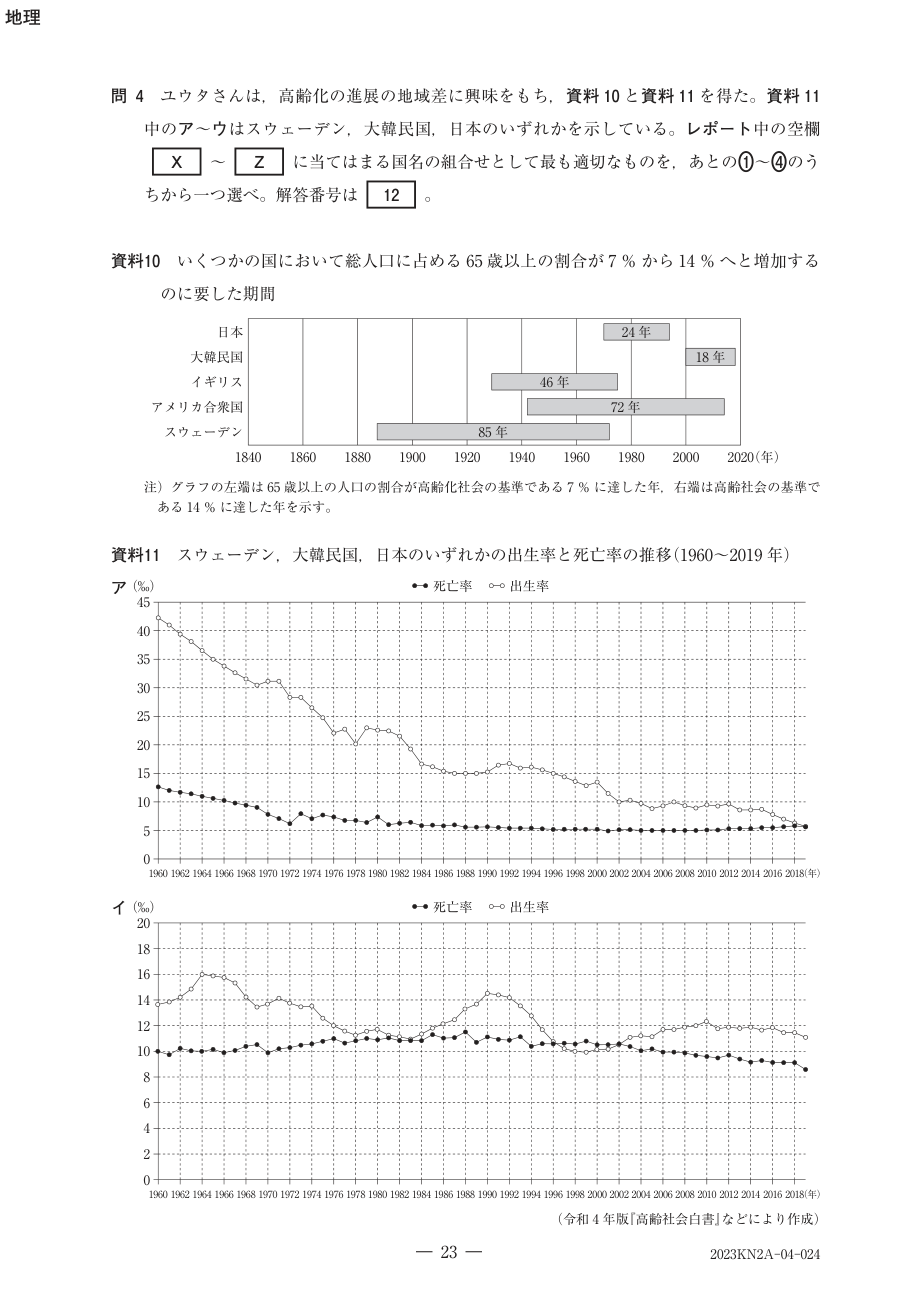 地理
問 4 ユウタさんは，高齢化の進展の地域差に興味をもち，資料 10 と資料 11 を得た。資料 11
中のア～ウはスウェーデン，大韓民国，日本のいずれかを示している。レポート中の空欄
X ～ Z に当てはまる国名の組合せとして最も適切なものを，あとの①～④のう
ちから一つ選べ。解答番号は 12 。
資料10 いくつかの国において総人口に占める 65 歳以上の割合が 7 % から 14 % へと増加する
のに要した期間
日本 24 年
大韓民国 18 年
イギリス 46 年
アメリカ合衆国 72 年
スウェーデン 85 年
1840 1860 1880 1900 1920 1940 1960 1980 2000 2020(年)
注）グラフの左端は 65 歳以上の人口の割合が高齢化社会の基準である 7 % に達した年，右端は高齢社会の基準で
ある 14 % に達した年を示す。
資料11 スウェーデン，大韓民国，日本のいずれかの出生率と死亡率の推移(1960～2019 年)
ア (‰) 死亡率 出生率
45
40
35
30
25
20
15
10
5
0
1960 1962 1964 1966 1968 1970 1972 1974 1976 1978 1980 1982 1984 1986 1988 1990 1992 1994 1996 1998 2000 2002 2004 2006 2008 2010 2012 2014 2016 2018(年)
イ (‰) 死亡率 出生率
20
18
16
14
12
10
8
6
4
2
0
1960 1962 1964 1966 1968 1970 1972 1974 1976 1978 1980 1982 1984 1986 1988 1990 1992 1994 1996 1998 2000 2002 2004 2006 2008 2010 2012 2014 2016 2018(年)
(令和 4 年版『高齢社会白書』などにより作成)
― 23 ―
2023KN2A-04-024